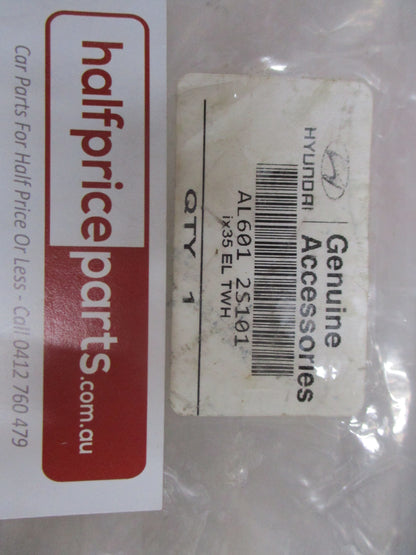 halfpriceparts.com.au
Car Parts For Half Price Or Less - Call 0412 760 479
HYUNDAI
Genuine
Accessories
AL601 2S101
ix35 EL TWH
QTY 1